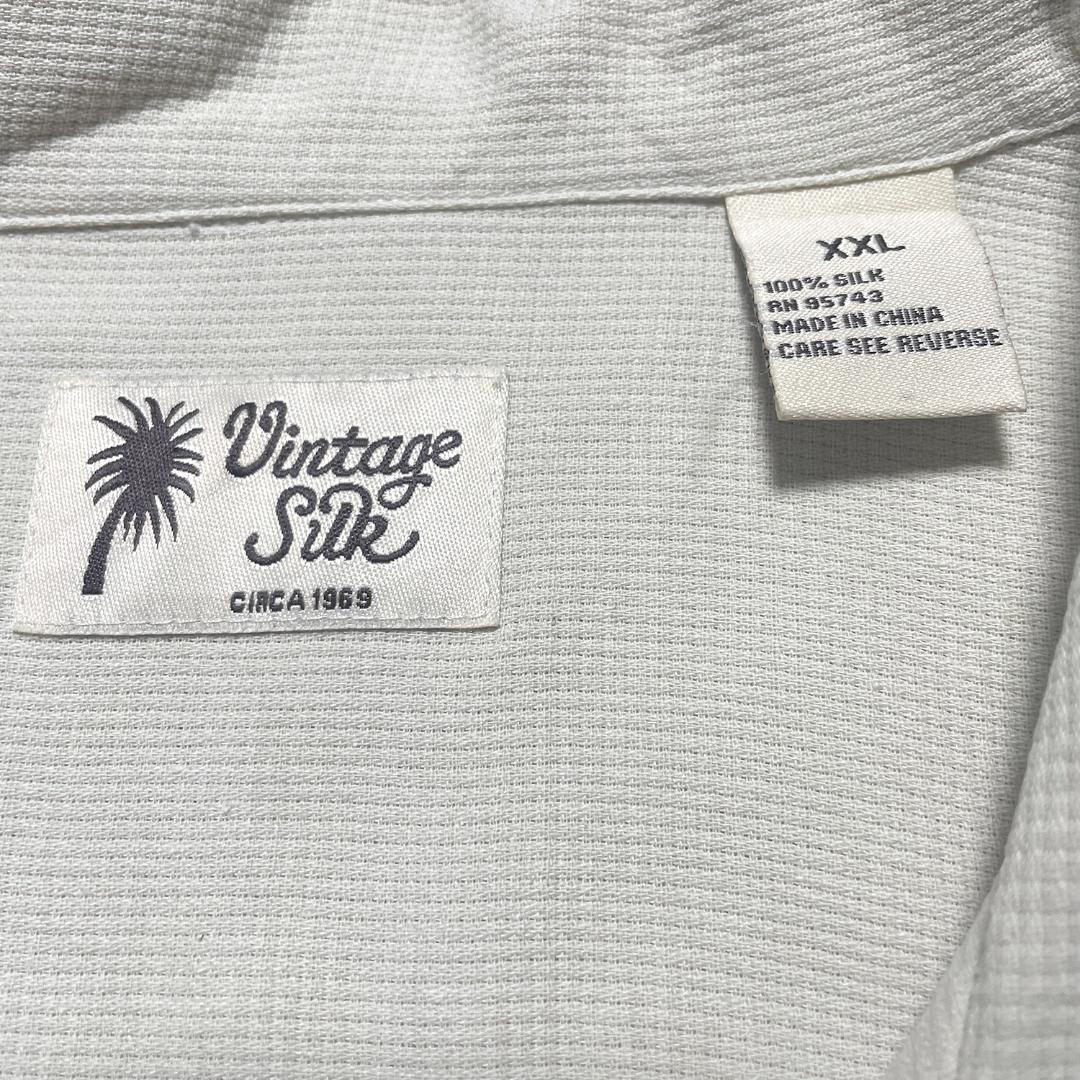 XXL
100% SILK
RN 95743
MADE IN CHINA
CARE SEE REVERSE
Vintage
Silk
CIRCA 1969